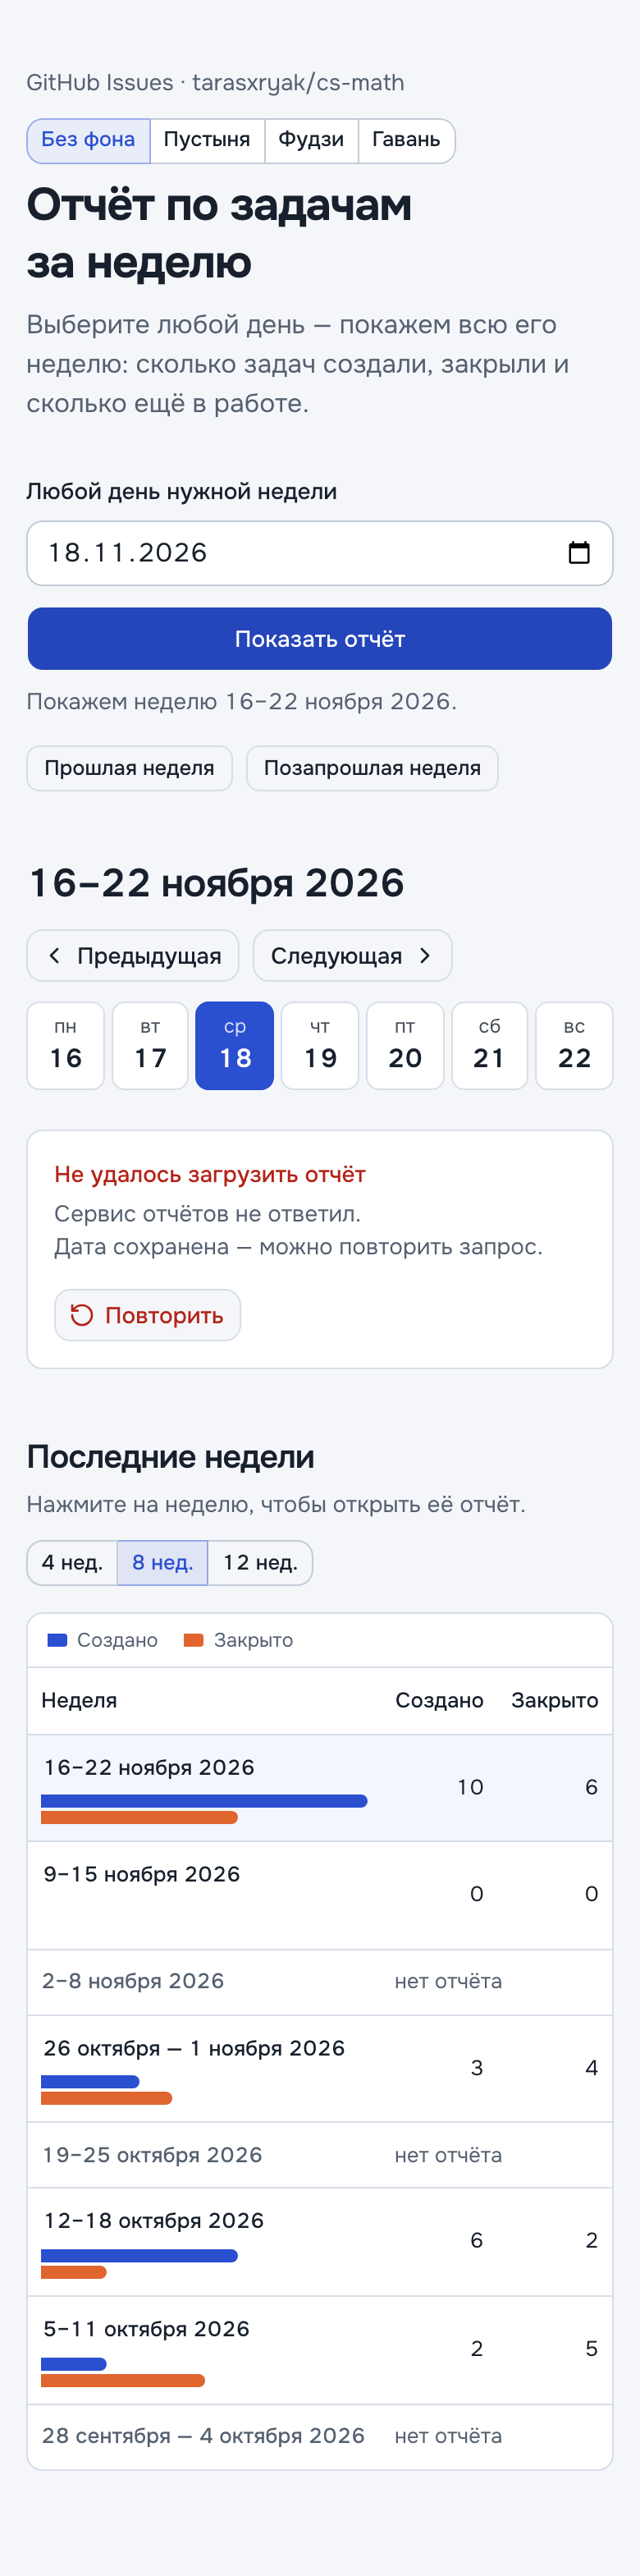 GitHub Issues · tarasxryak/cs-math
Без фона Пустыня Фудзи Гавань
Отчёт по задачам
за неделю
Выберите любой день — покажем всю его
неделю: сколько задач создали, закрыли и
сколько ещё в работе.
Любой день нужной недели
18.11.2026
Показать отчёт
Покажем неделю 16–22 ноября 2026.
Прошлая неделя Позапрошлая неделя
16–22 ноября 2026
Предыдущая Следующая
пн вт ср чт пт сб вс
16 17 18 19 20 21 22
Не удалось загрузить отчёт
Сервис отчётов не ответил.
Дата сохранена — можно повторить запрос.
Повторить
Последние недели
Нажмите на неделю, чтобы открыть её отчёт.
4 нед. 8 нед. 12 нед.
Создано Закрыто
Неделя Создано Закрыто
16–22 ноября 2026 10 6
9–15 ноября 2026 0 0
2–8 ноября 2026 нет отчёта
26 октября — 1 ноября 2026 3 4
19–25 октября 2026 нет отчёта
12–18 октября 2026 6 2
5–11 октября 2026 2 5
28 сентября — 4 октября 2026 нет отчёта